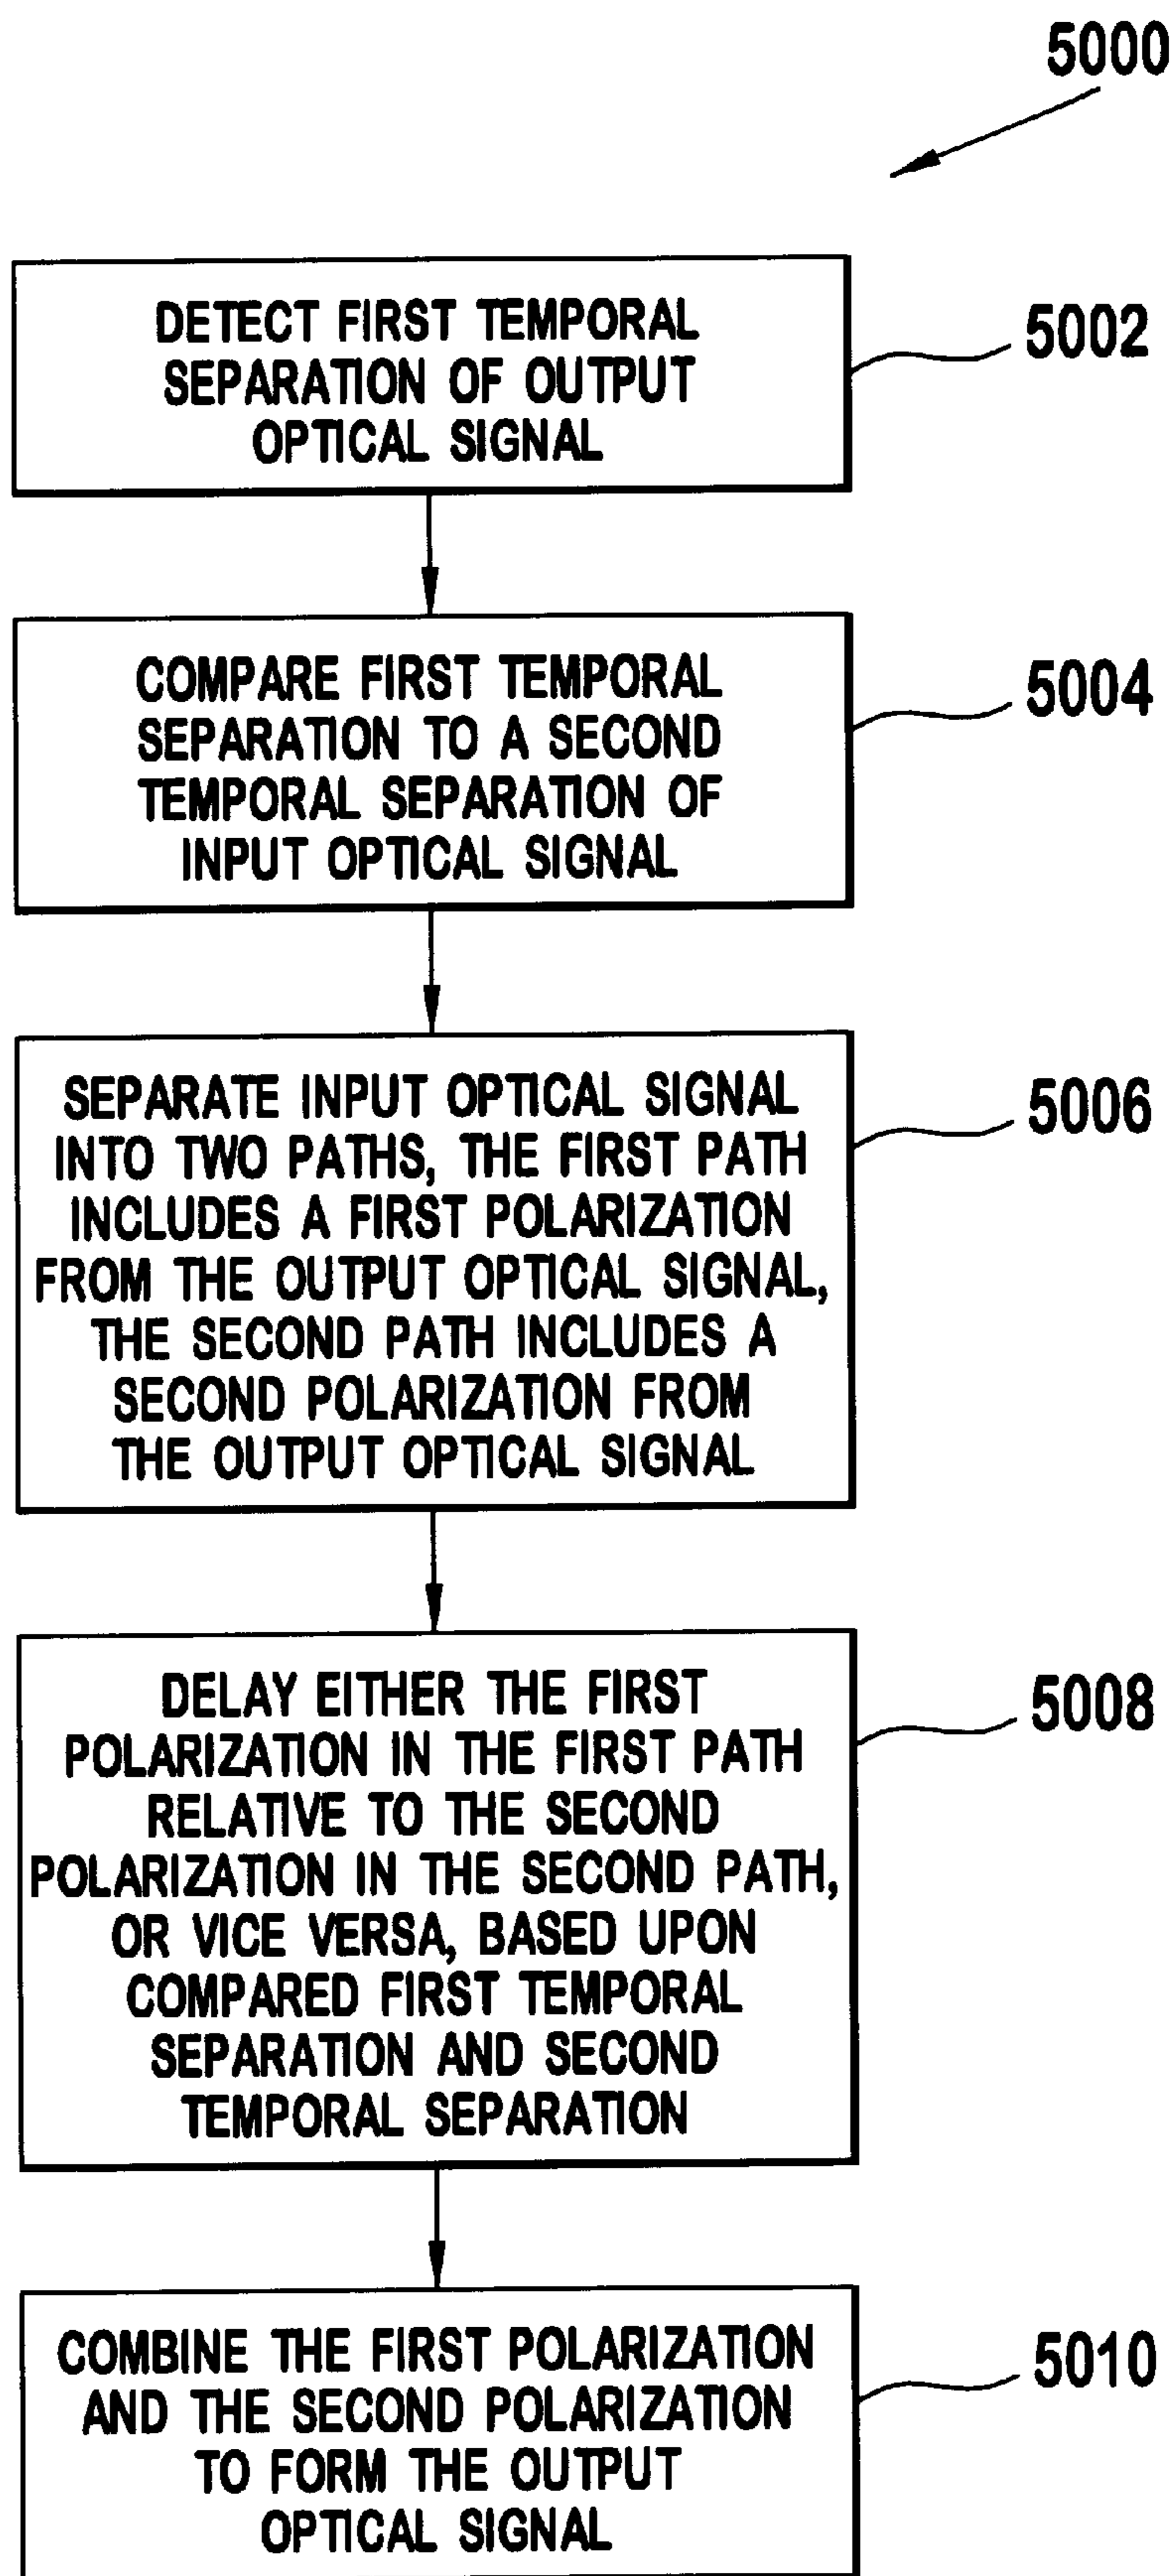 5000
DETECT FIRST TEMPORAL
SEPARATION OF OUTPUT
OPTICAL SIGNAL
5002
COMPARE FIRST TEMPORAL
SEPARATION TO A SECOND
TEMPORAL SEPARATION OF
INPUT OPTICAL SIGNAL
5004
SEPARATE INPUT OPTICAL SIGNAL
INTO TWO PATHS, THE FIRST PATH
INCLUDES A FIRST POLARIZATION
FROM THE OUTPUT OPTICAL SIGNAL,
THE SECOND PATH INCLUDES A
SECOND POLARIZATION FROM
THE OUTPUT OPTICAL SIGNAL
5006
DELAY EITHER THE FIRST
POLARIZATION IN THE FIRST PATH
RELATIVE TO THE SECOND
POLARIZATION IN THE SECOND PATH,
OR VICE VERSA, BASED UPON
COMPARED FIRST TEMPORAL
SEPARATION AND SECOND
TEMPORAL SEPARATION
5008
COMBINE THE FIRST POLARIZATION
AND THE SECOND POLARIZATION
TO FORM THE OUTPUT
OPTICAL SIGNAL
5010